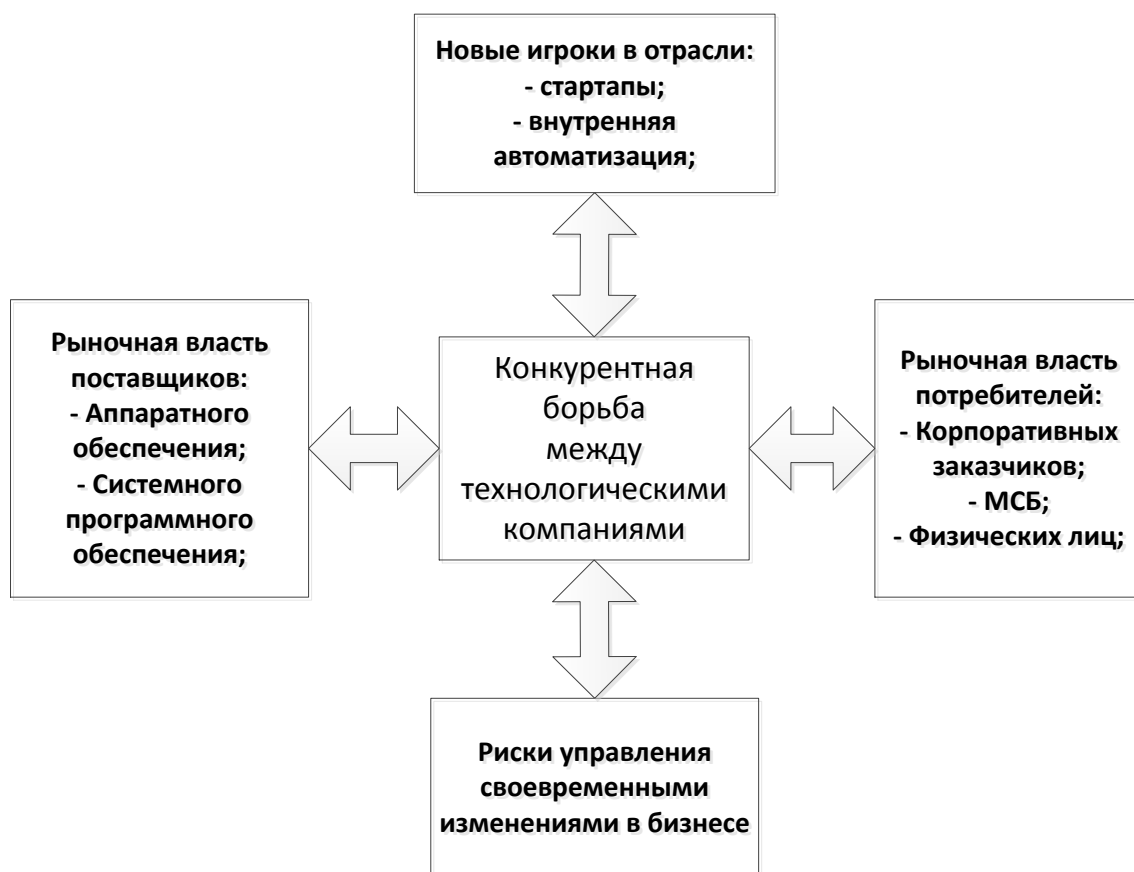 Новые игроки в отрасли:
- стартапы;
- внутренняя
автоматизация;
Рыночная власть
поставщиков:
- Аппаратного
обеспечения;
- Системного
программного
обеспечения;
Конкурентная
борьба
между
технологическими
компаниями
Рыночная власть
потребителей:
- Корпоративных
заказчиков;
- МСБ;
- Физических лиц;
Риски управления
своевременными
изменениями в бизнесе